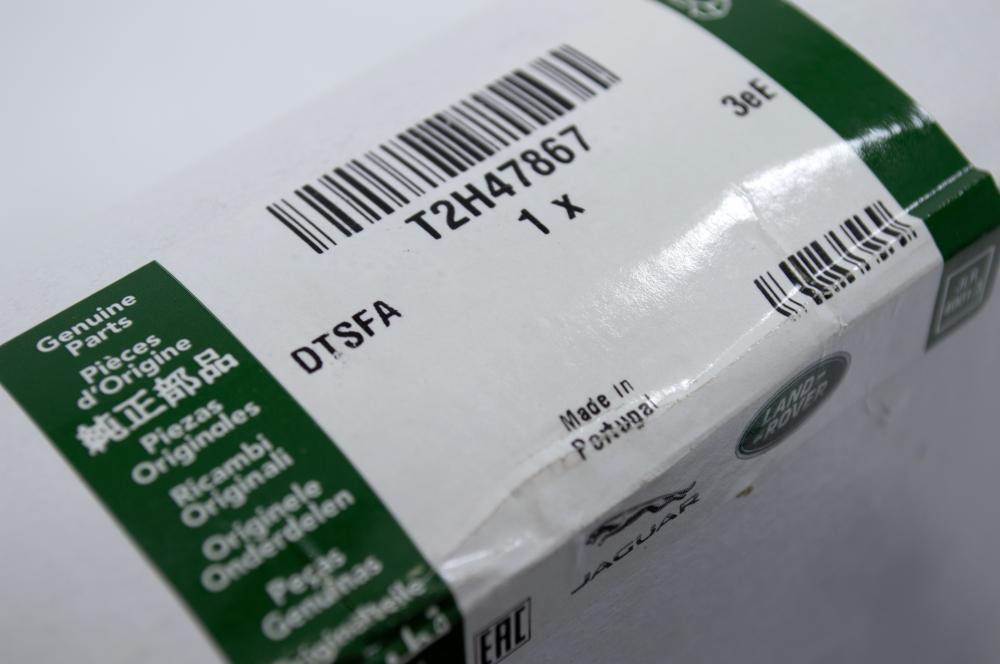 3eE
T2H47867
1 x
DTSFA
Made in
Portugal
Genuine
Parts
Pièces
d'Origine
純正部品
Piezas
Originales
Ricambi
Originali
Originele
Onderdelen
Peças
Genuínas
Originalteile
LAND
ROVER
JAGUAR
EAC